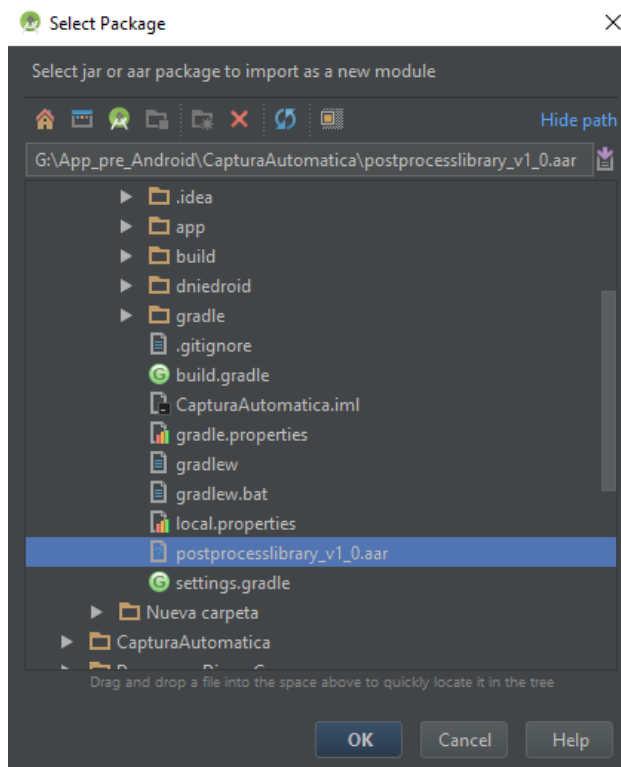 Select Package
Select jar or aar package to import as a new module
Hide path
G:\App_pre_Android\CapturaAutomatica\postprocesslibrary_v1_0.aar
.idea
app
build
dniedroid
gradle
.gitignore
build.gradle
CapturaAutomatica.iml
gradle.properties
gradlew
gradlew.bat
local.properties
postprocesslibrary_v1_0.aar
settings.gradle
Nueva carpeta
CapturaAutomatica
Drag and drop a file into the space above to quickly locate it in the tree
OK Cancel Help